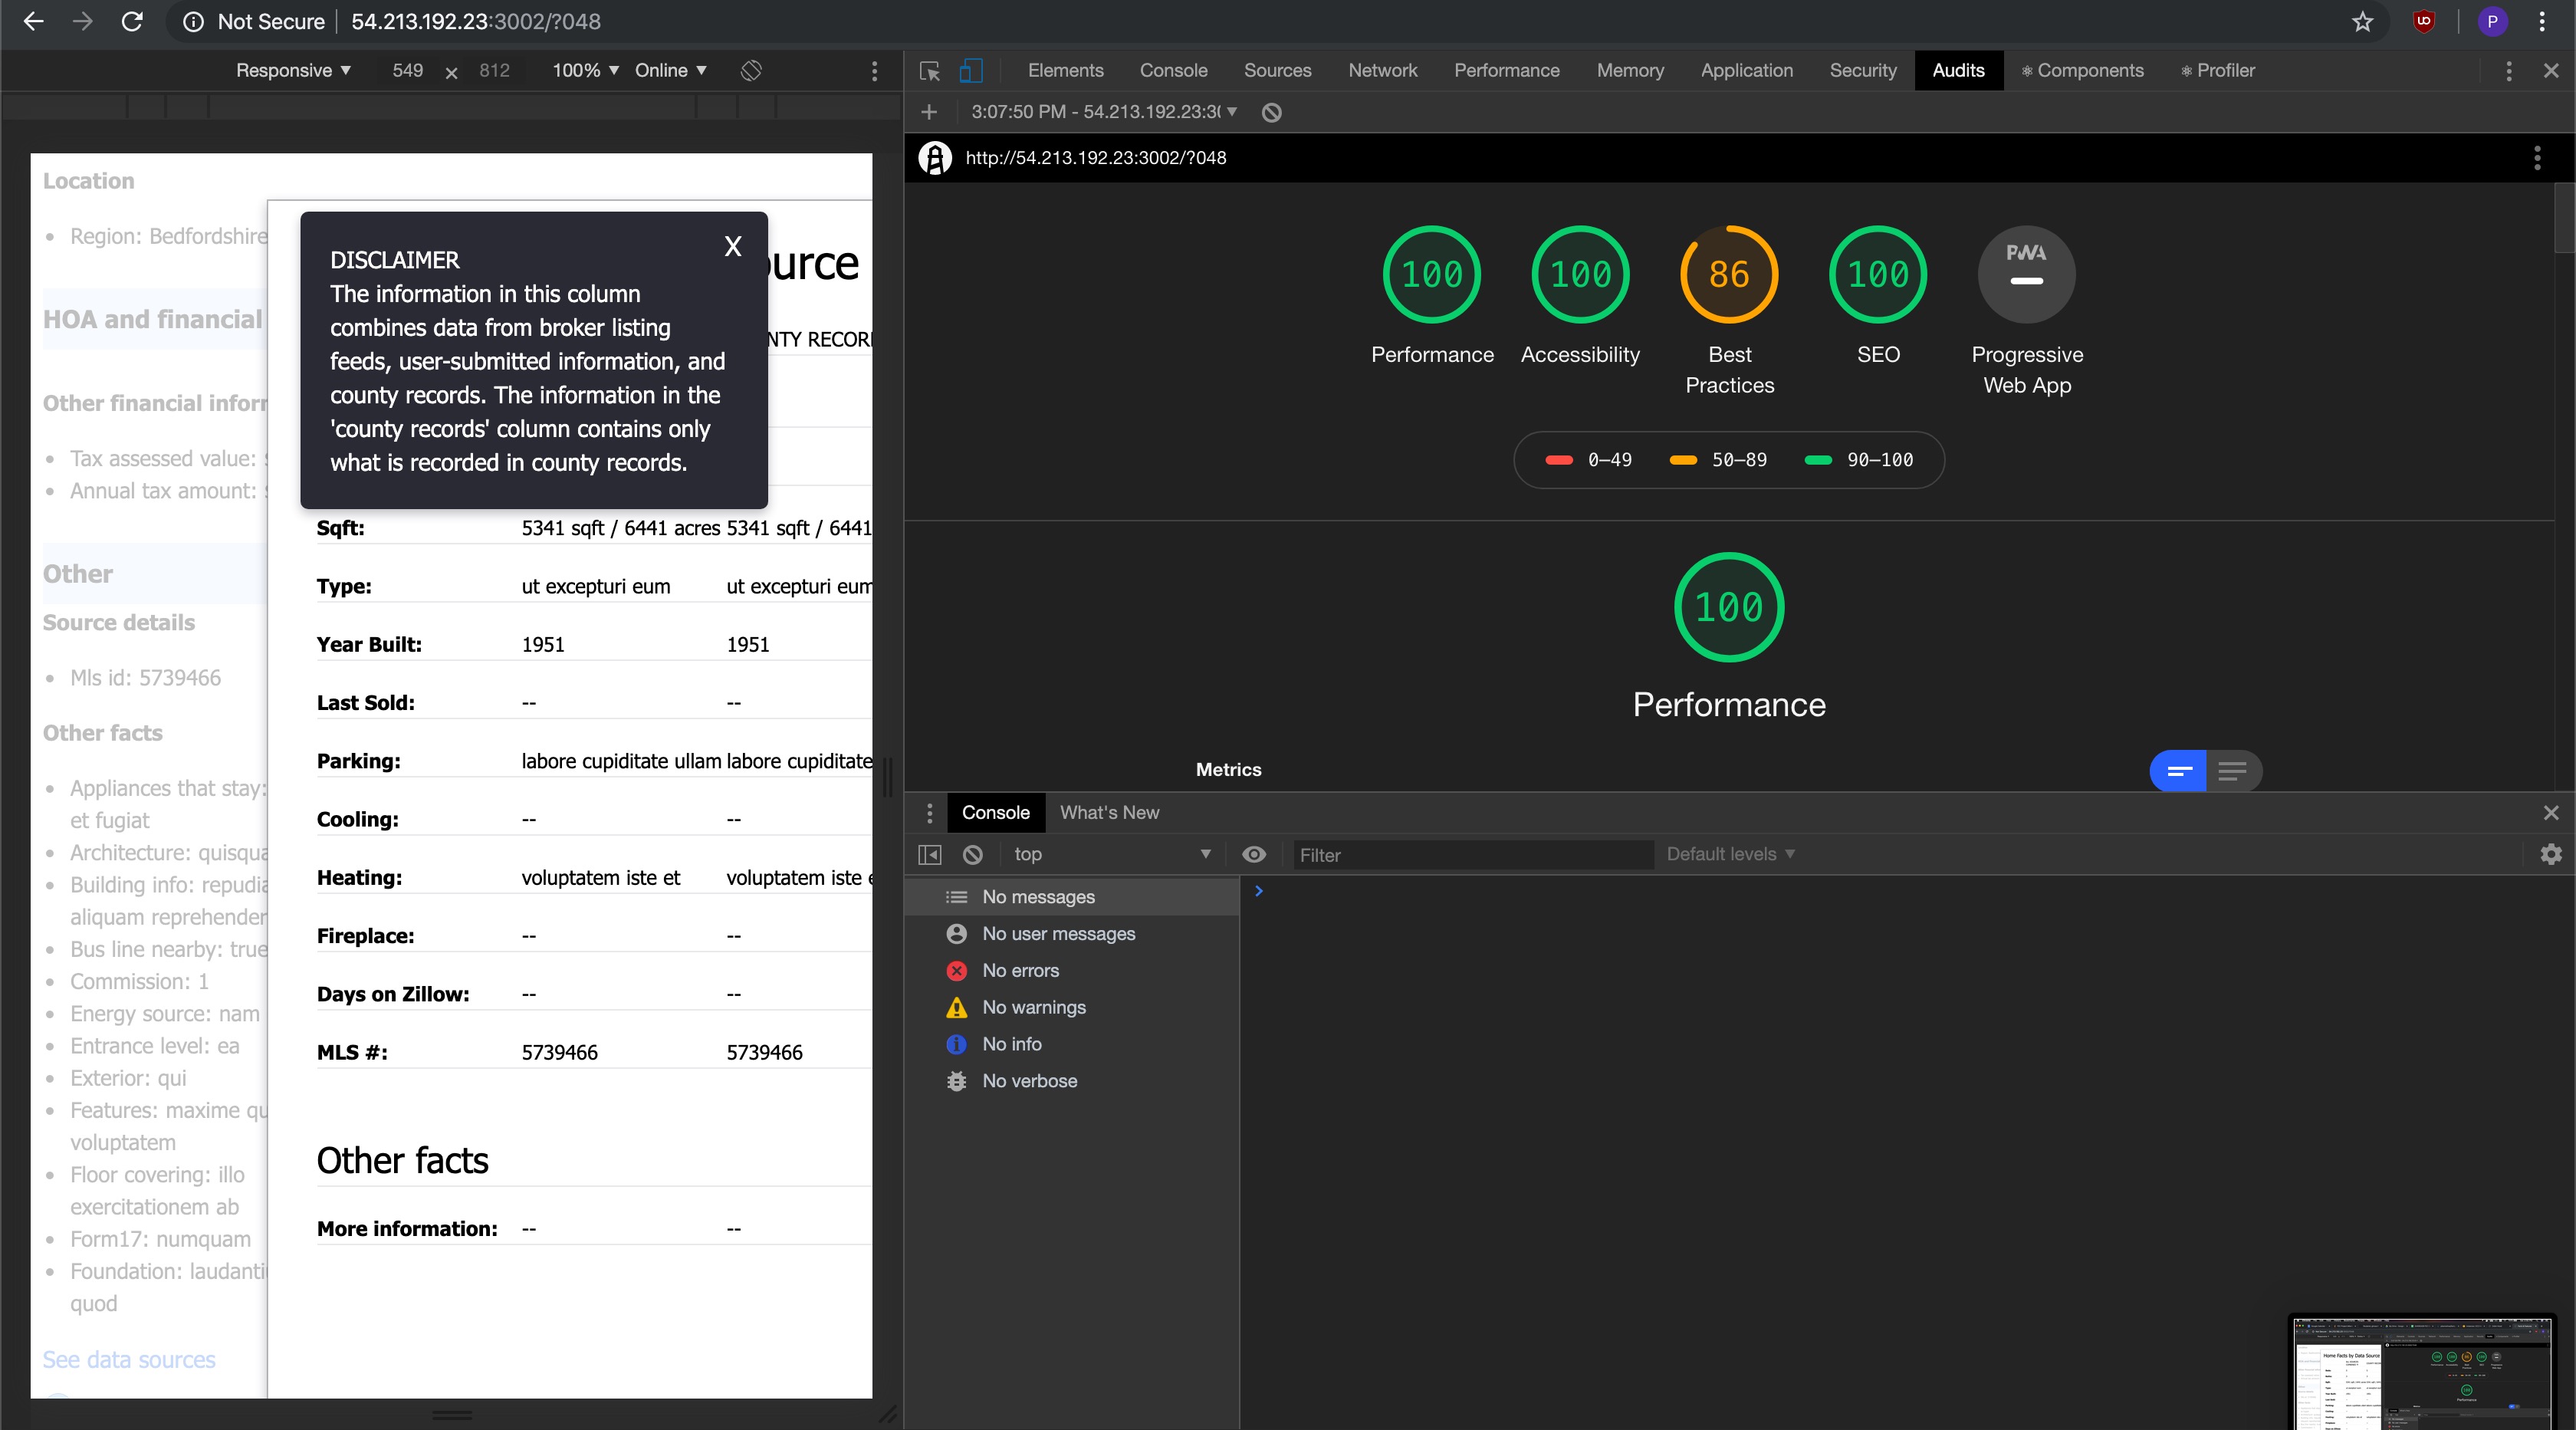 Not Secure 54.213.192.23:3002/?048
P
Responsive 549 x 812 100% Online
Elements Console Sources Network Performance Memory Application Security Audits Components Profiler
3:07:50 PM - 54.213.192.23:30
http://54.213.192.23:3002/?048
Location
Region: Bedfordshire
HOA and financial
Other financial inforr
Tax assessed value:
Annual tax amount:
Other
Source details
Mls id: 5739466
Other facts
Appliances that stay:
et fugiat
Architecture: quisqua
Building info: repudia
aliquam reprehender
Bus line nearby: true
Commission: 1
Energy source: nam
Entrance level: ea
Exterior: qui
Features: maxime qu
voluptatem
Floor covering: illo
exercitationem ab
Form17: numquam
Foundation: laudanti
quod
See data sources
X
DISCLAIMER
The information in this column
combines data from broker listing
feeds, user-submitted information, and
county records. The information in the
'county records' column contains only
what is recorded in county records.
ource
NTY RECOR
Sqft: 5341 sqft / 6441 acres 5341 sqft / 6441
Type: ut excepturi eum ut excepturi eum
Year Built: 1951 1951
Last Sold: -- --
Parking: labore cupiditate ullam labore cupiditate
Cooling: -- --
Heating: voluptatem iste et voluptatem iste e
Fireplace: -- --
Days on Zillow: -- --
MLS #: 5739466 5739466
Other facts
More information: -- --
100 100 86 100 PWA
Performance Accessibility Best Practices SEO Progressive Web App
0–49 50–89 90–100
100
Performance
Metrics
Console What's New
top Filter Default levels
No messages
No user messages
No errors
No warnings
No info
No verbose
Home Facts by Data Source